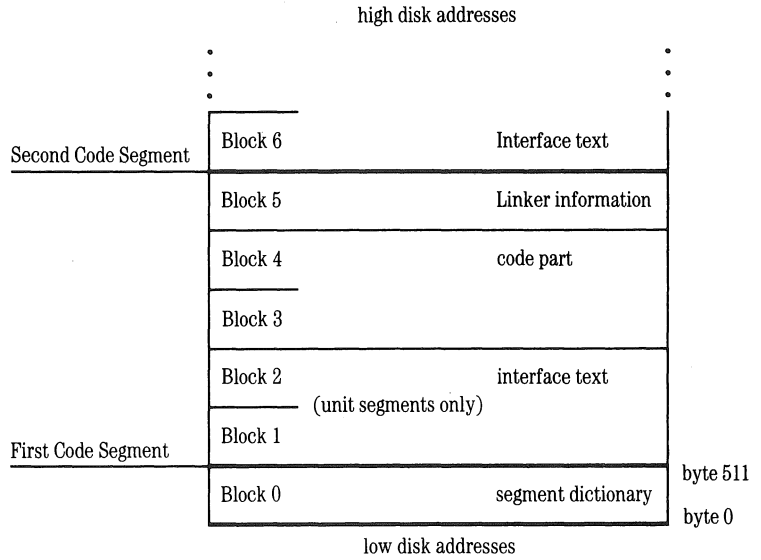 high disk addresses
Block 6 Interface text
Second Code Segment
Block 5 Linker information
Block 4 code part
Block 3
Block 2 interface text
(unit segments only)
Block 1
First Code Segment
byte 511
Block 0 segment dictionary
byte 0
low disk addresses